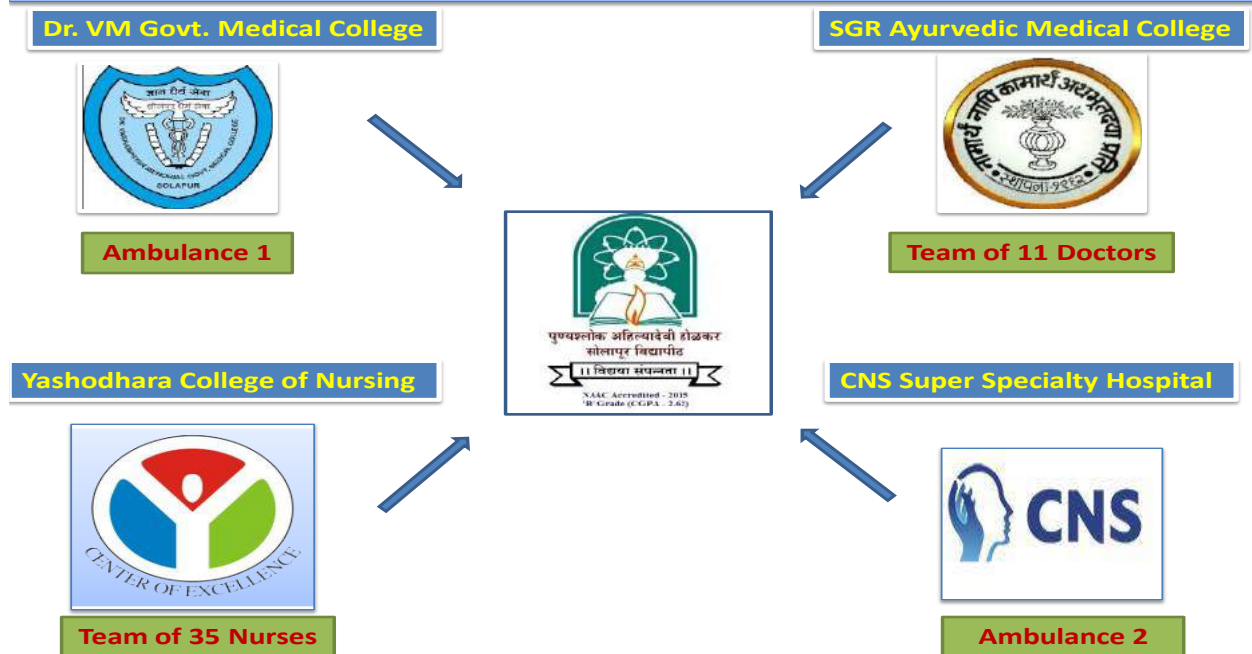 Dr. VM Govt. Medical College
SGR Ayurvedic Medical College
SOLAPUR
Ambulance 1
Team of 11 Doctors
पुण्यश्लोक अहिल्यादेवी होळकर
सोलापूर विद्यापीठ
।। विद्यया संपन्नता ।।
NAAC Accredited - 2015
'B' Grade (CGPA - 2.62)
Yashodhara College of Nursing
CNS Super Specialty Hospital
CENTER OF EXCELLENCE
CNS
Team of 35 Nurses
Ambulance 2